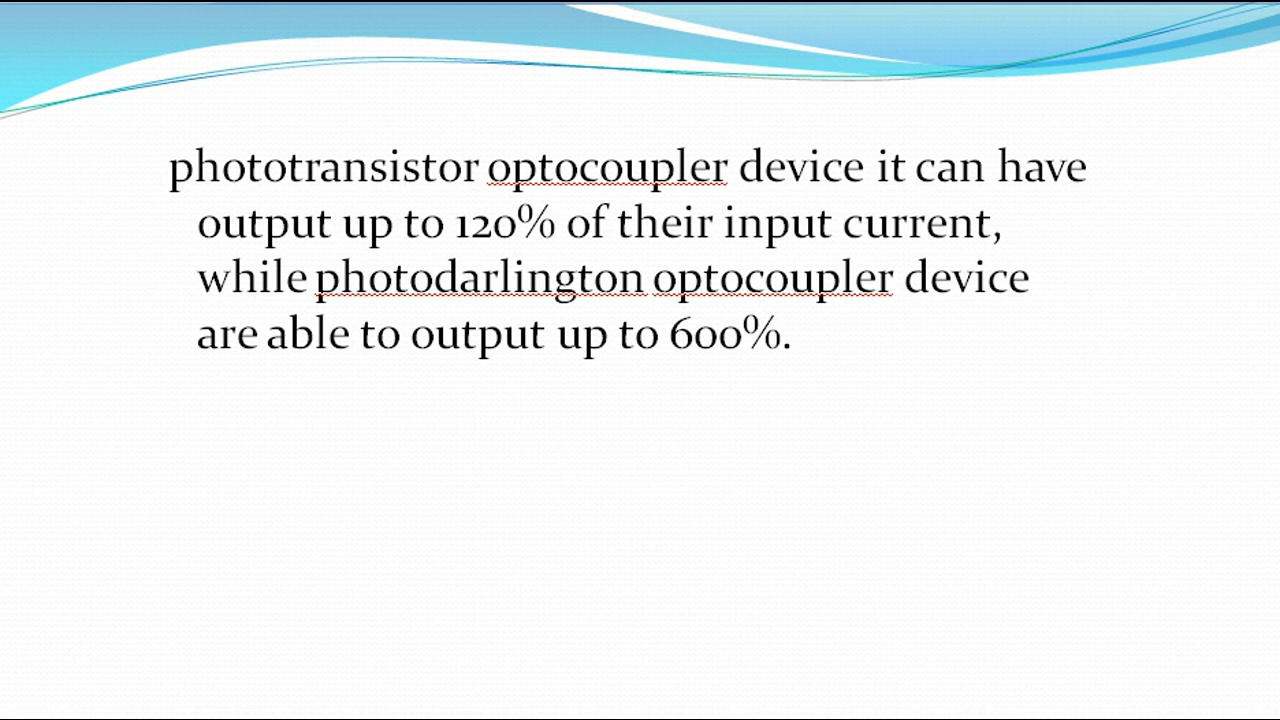 phototransistor optocoupler device it can have
output up to 120% of their input current,
while photodarlington optocoupler device
are able to output up to 600%.